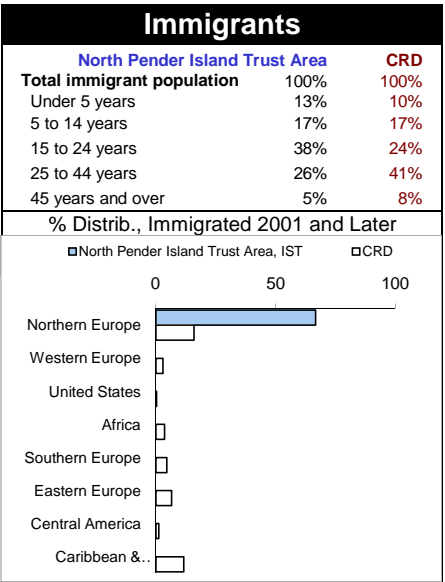 Immigrants
North Pender Island Trust Area CRD
Total immigrant population 100% 100%
Under 5 years 13% 10%
5 to 14 years 17% 17%
15 to 24 years 38% 24%
25 to 44 years 26% 41%
45 years and over 5% 8%
% Distrib., Immigrated 2001 and Later
North Pender Island Trust Area, IST CRD
0 50 100
Northern Europe
Western Europe
United States
Africa
Southern Europe
Eastern Europe
Central America
Caribbean &..